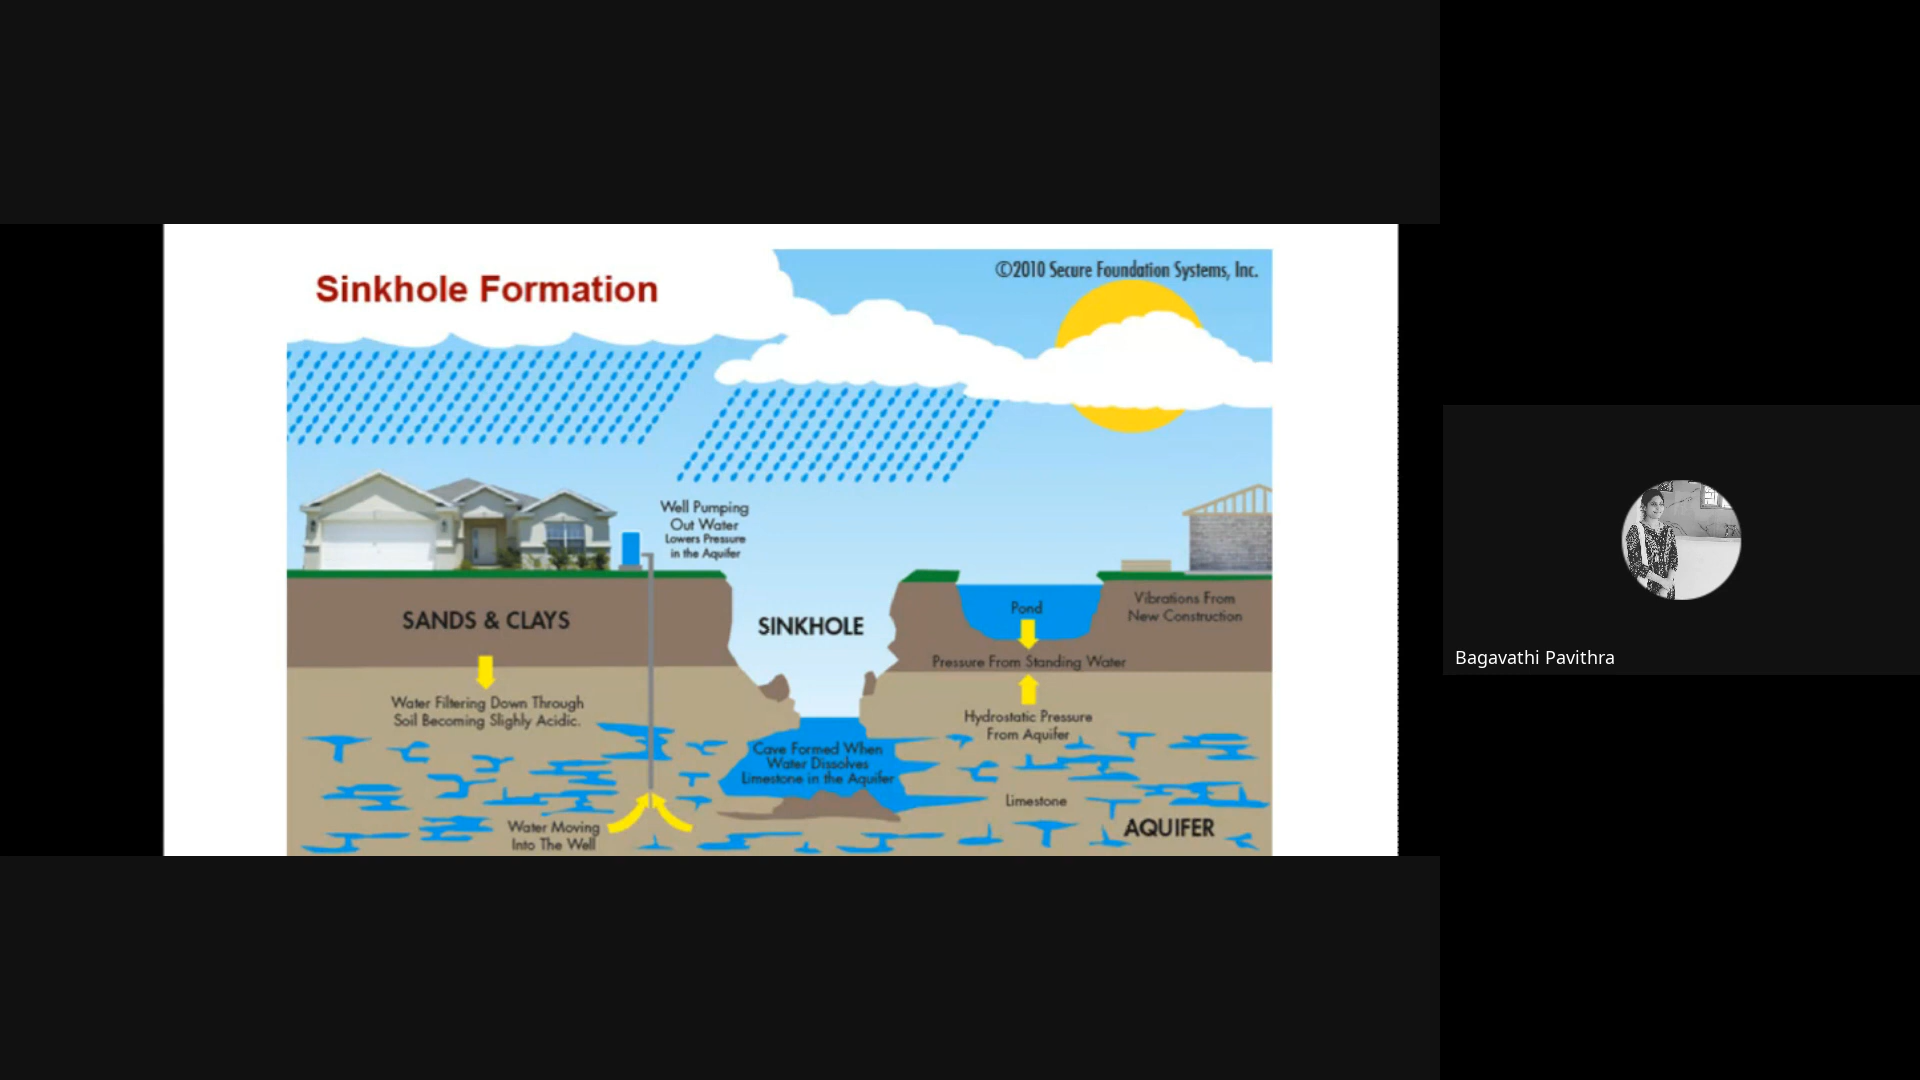 Sinkhole Formation
©2010 Secure Foundation Systems, Inc.
Well Pumping
Out Water
Lowers Pressure
in the Aquifer
SANDS & CLAYS
SINKHOLE
Pond
Vibrations From
New Construction
Pressure From Standing Water
Water Filtering Down Through
Soil Becoming Slighly Acidic.
Hydrostatic Pressure
From Aquifer
Cave Formed When
Water Dissolves
Limestone in the Aquifer
Limestone
Water Moving
Into The Well
AQUIFER
Bagavathi Pavithra